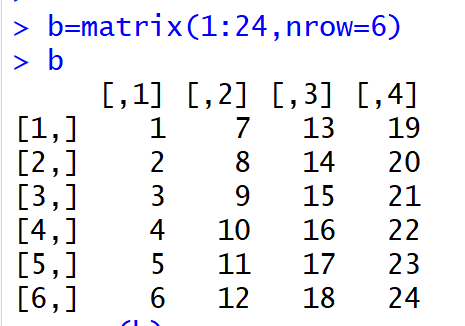 > b=matrix(1:24,nrow=6)
> b
     [,1] [,2] [,3] [,4]
[1,]    1    7   13   19
[2,]    2    8   14   20
[3,]    3    9   15   21
[4,]    4   10   16   22
[5,]    5   11   17   23
[6,]    6   12   18   24